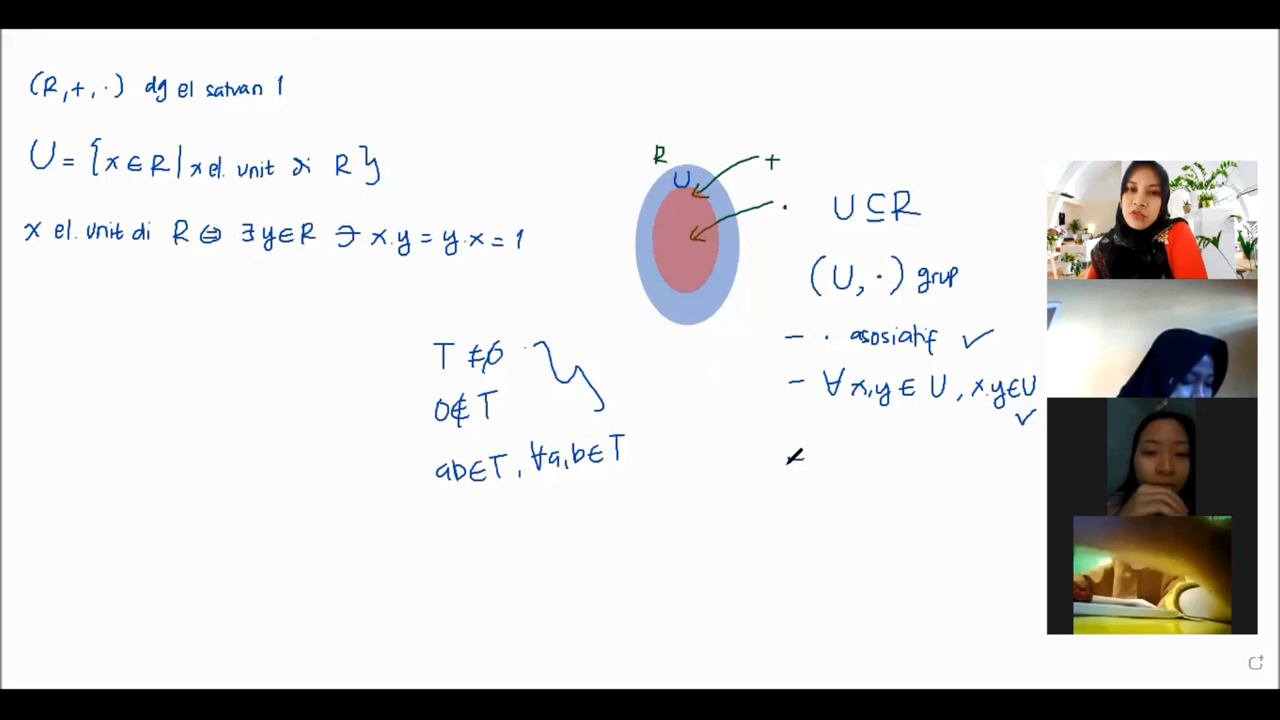 (R,+,·) dg el satuan 1
U = {x ∈ R | x el. unit di R}
x el. unit di R ⇔ ∃y∈R ∋ x.y = y.x = 1
R
U
+
·
U ⊆ R
(U, ·) grup
- · asosiatif ✓
- ∀ x,y ∈ U, x.y∈U
✓
T ≠ ∅
0 ∉ T
ab∈T, ∀a,b∈T
-